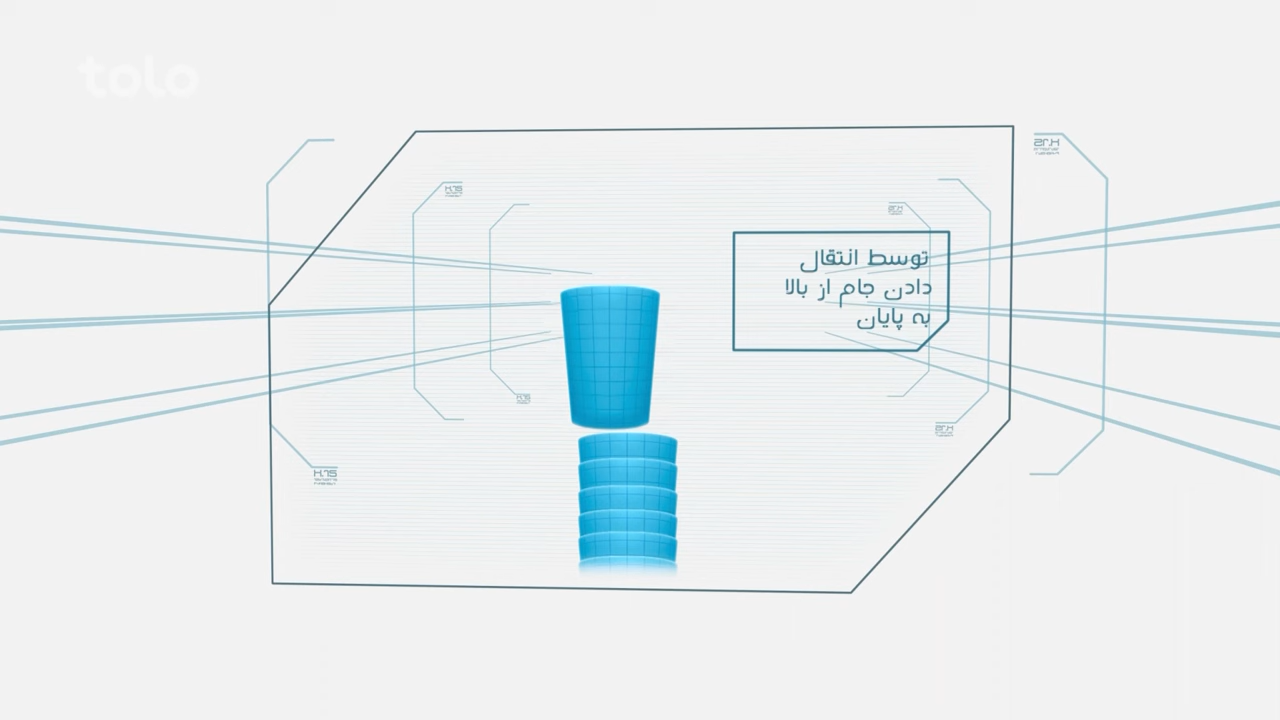 tolo
توسط انتقال
دادن جام از بالا
به پایان